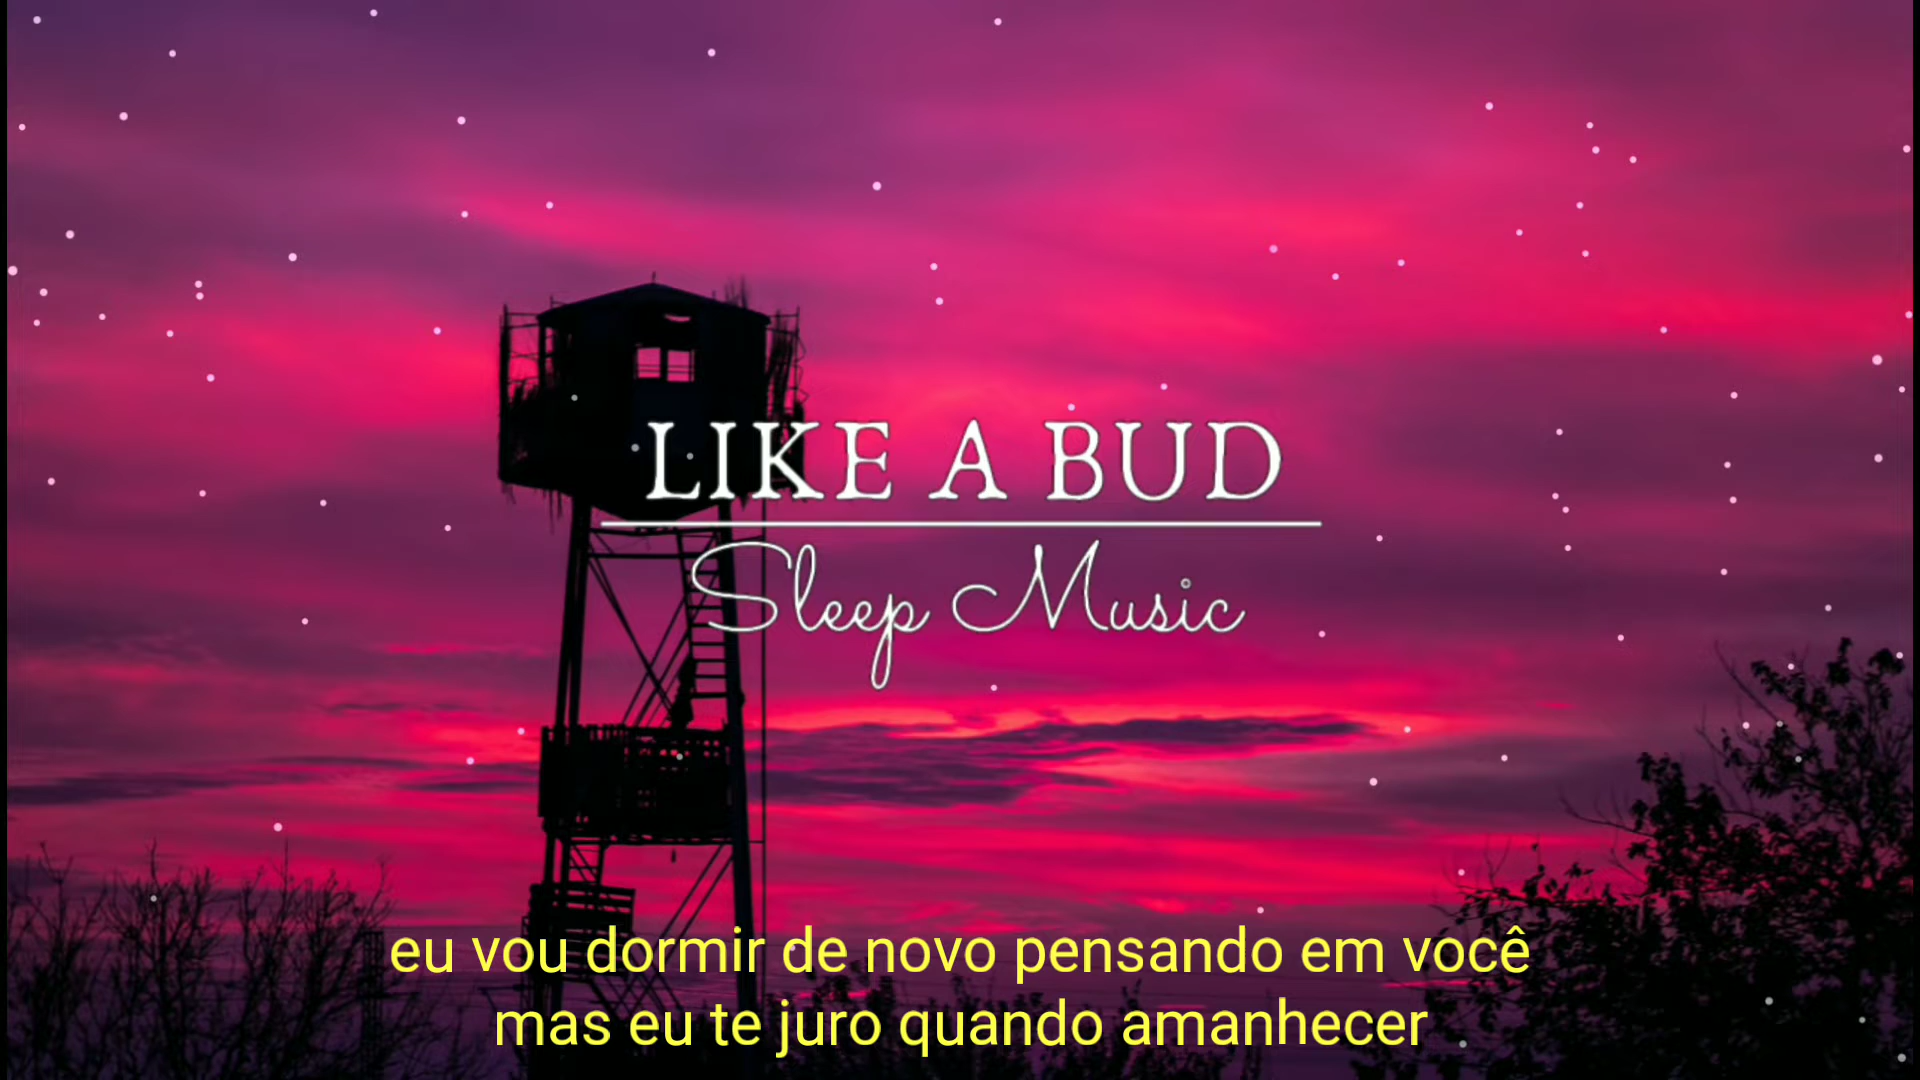 LIKE A BUD
Sleep Music
eu vou dormir de novo pensando em você
mas eu te juro quando amanhecer